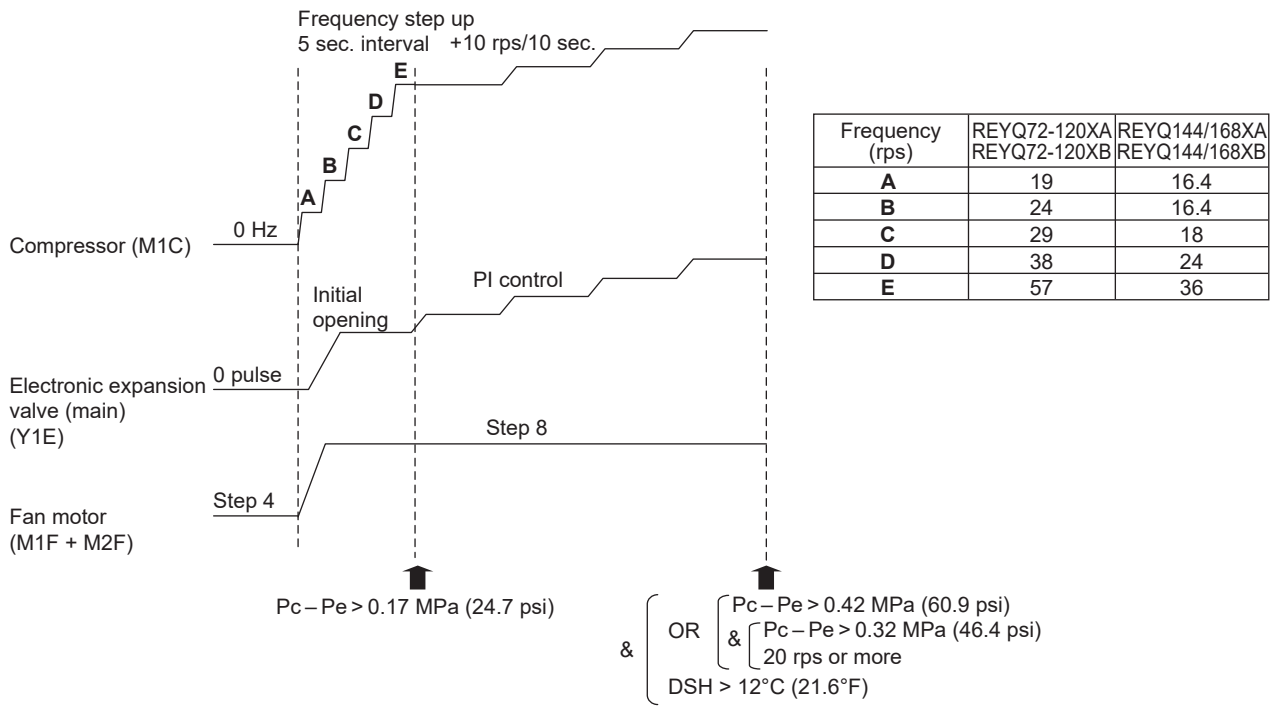 Frequency step up
5 sec. interval +10 rps/10 sec.
E
D
C
B
A
0 Hz
Compressor (M1C)
Frequency
(rps)
REYQ72-120XA
REYQ72-120XB
REYQ144/168XA
REYQ144/168XB
A 19 16.4
B 24 16.4
C 29 18
D 38 24
E 57 36
PI control
Initial
opening
0 pulse
Electronic expansion
valve (main)
(Y1E)
Step 8
Step 4
Fan motor
(M1F + M2F)
Pc – Pe > 0.17 MPa (24.7 psi)
& OR Pc – Pe > 0.42 MPa (60.9 psi)
& Pc – Pe > 0.32 MPa (46.4 psi)
20 rps or more
DSH > 12°C (21.6°F)